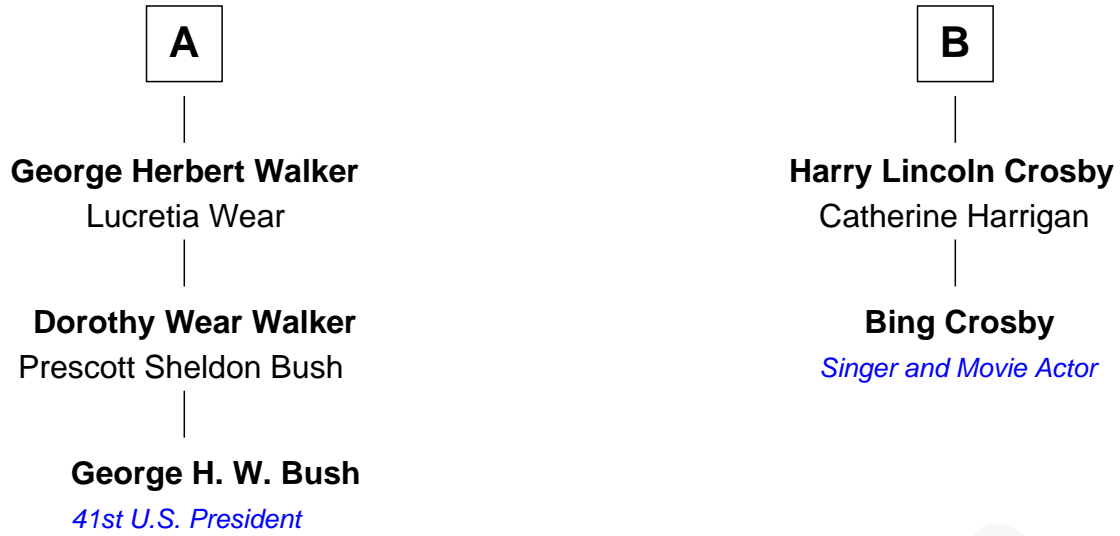 A
George Herbert Walker
Lucretia Wear
Dorothy Wear Walker
Prescott Sheldon Bush
George H. W. Bush
41st U.S. President
B
Harry Lincoln Crosby
Catherine Harrigan
Bing Crosby
Singer and Movie Actor